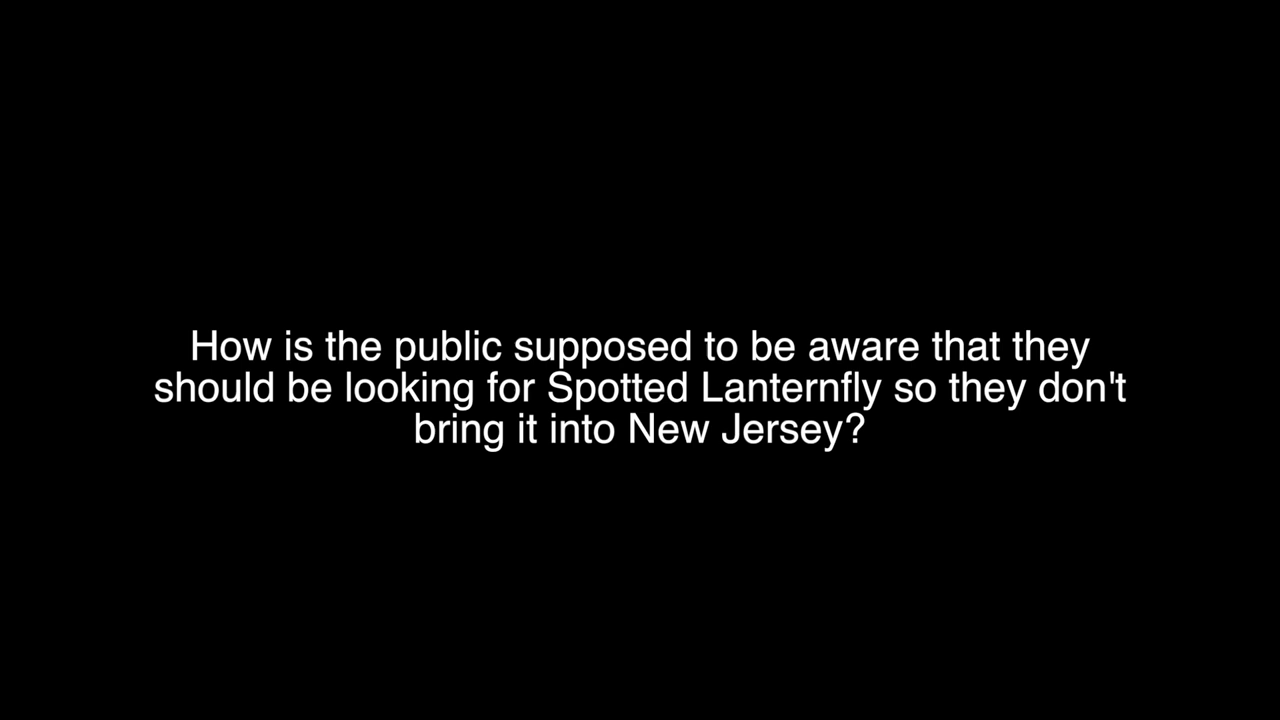 How is the public supposed to be aware that they
should be looking for Spotted Lanternfly so they don't
bring it into New Jersey?